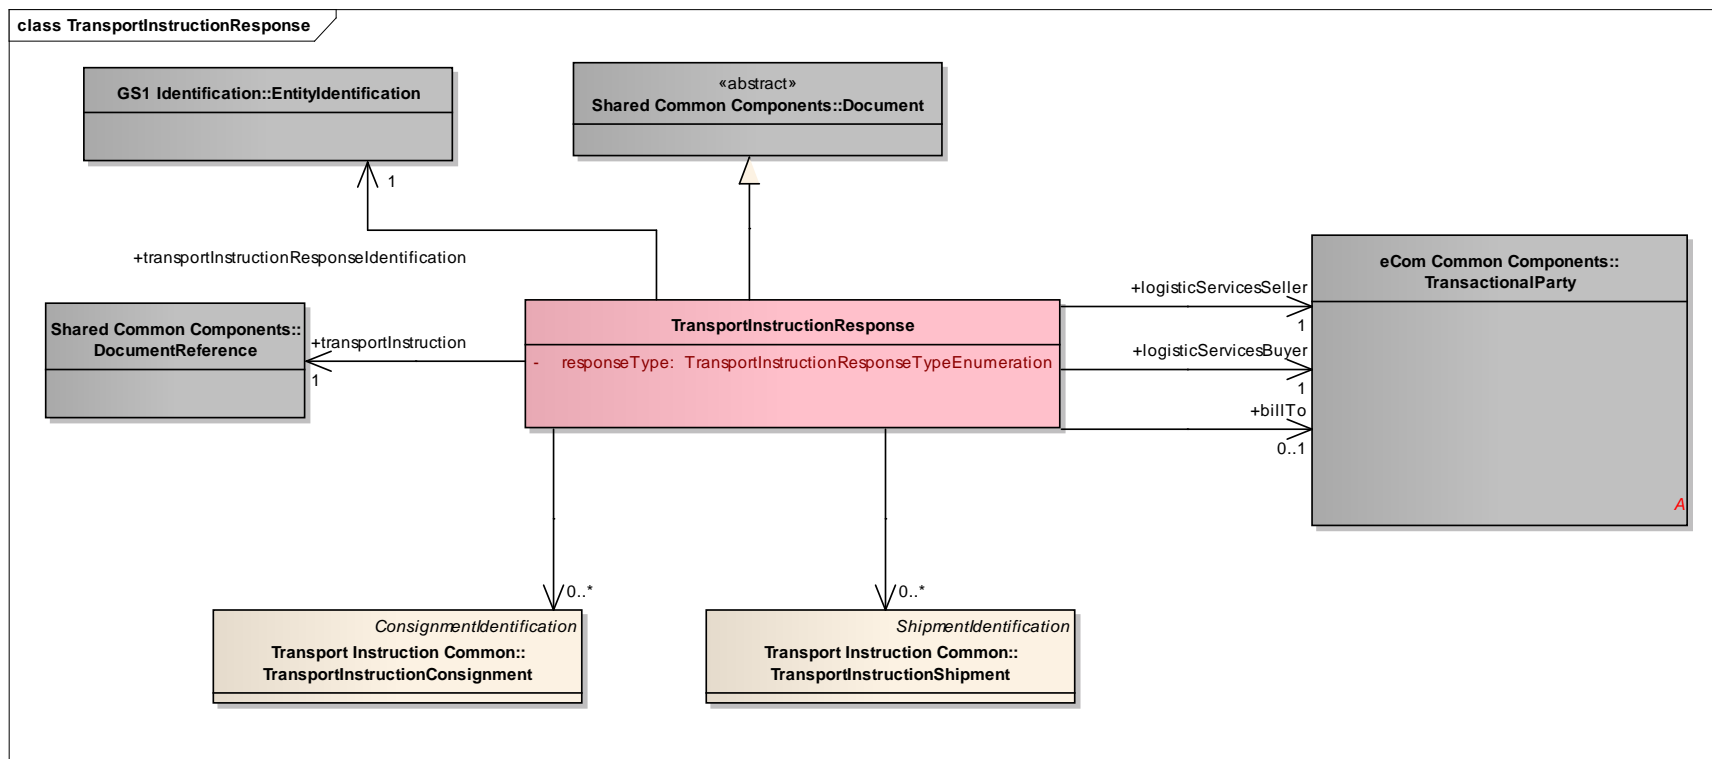 class TransportInstructionResponse
GS1 Identification::EntityIdentification
«abstract»
Shared Common Components::Document
1
+transportInstructionResponseIdentification
eCom Common Components::
TransactionalParty
+logisticServicesSeller
1
Shared Common Components::
DocumentReference
+transportInstruction
1
TransportInstructionResponse
- responseType: TransportInstructionResponseTypeEnumeration
+logisticServicesBuyer
1
+billTo
0..1
A
0..*
0..*
ConsignmentIdentification
Transport Instruction Common::
TransportInstructionConsignment
ShipmentIdentification
Transport Instruction Common::
TransportInstructionShipment